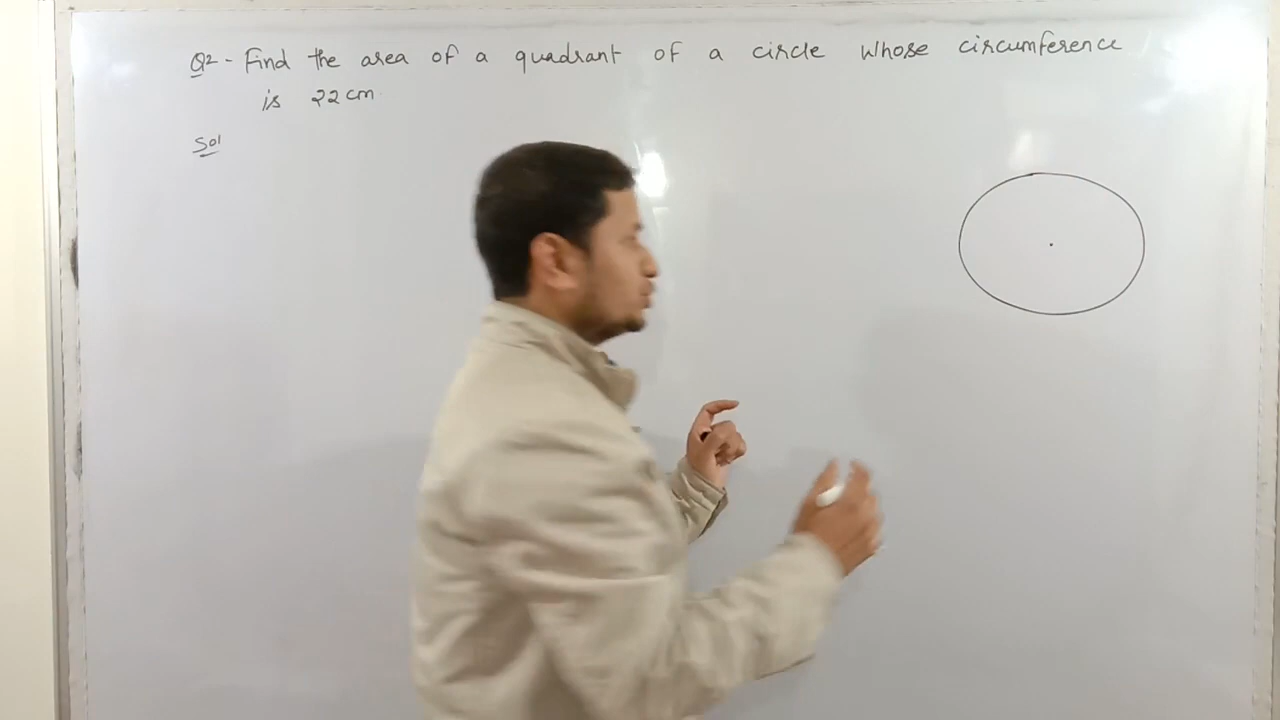 Q2 - Find the area of a quadrant of a circle whose circumference
is 22 cm.
Sol